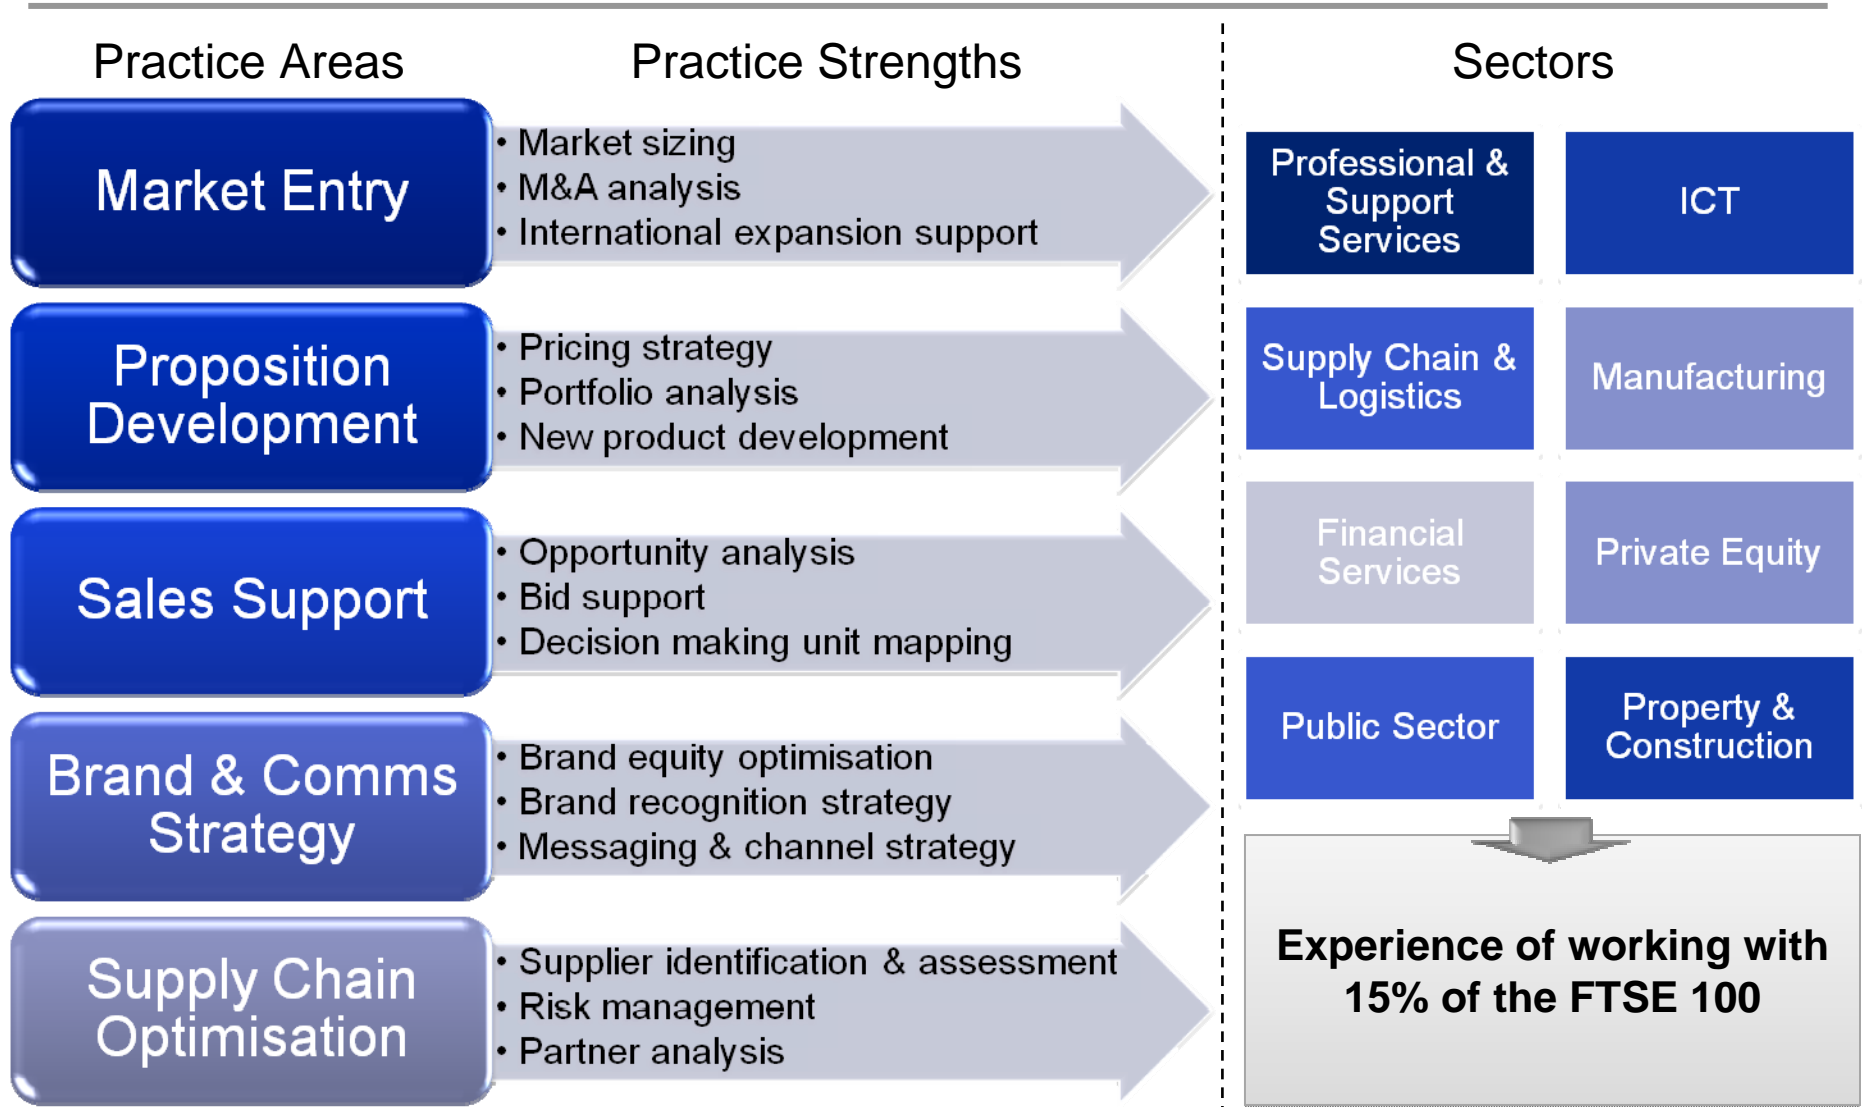 Practice Areas
Practice Strengths
Sectors
Market Entry
• Market sizing
• M&A analysis
• International expansion support
Proposition
Development
• Pricing strategy
• Portfolio analysis
• New product development
Sales Support
• Opportunity analysis
• Bid support
• Decision making unit mapping
Brand & Comms
Strategy
• Brand equity optimisation
• Brand recognition strategy
• Messaging & channel strategy
Supply Chain
Optimisation
• Supplier identification & assessment
• Risk management
• Partner analysis
Professional &
Support
Services
ICT
Supply Chain &
Logistics
Manufacturing
Financial
Services
Private Equity
Public Sector
Property &
Construction
Experience of working with
15% of the FTSE 100